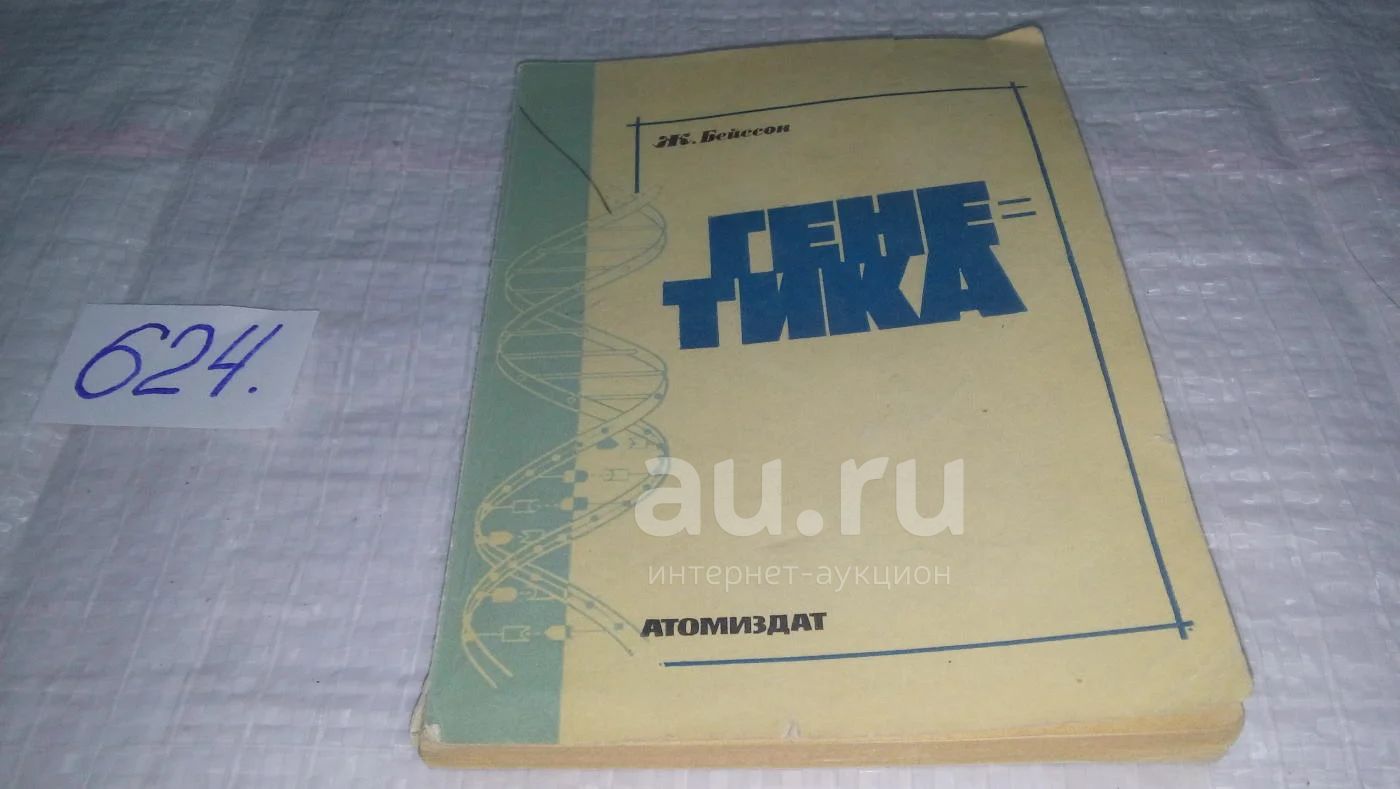 Ж. Бейссон
ГЕНЕ=
ТИКА
624.
au.ru
интернет-аукцион
АТОМИЗДАТ